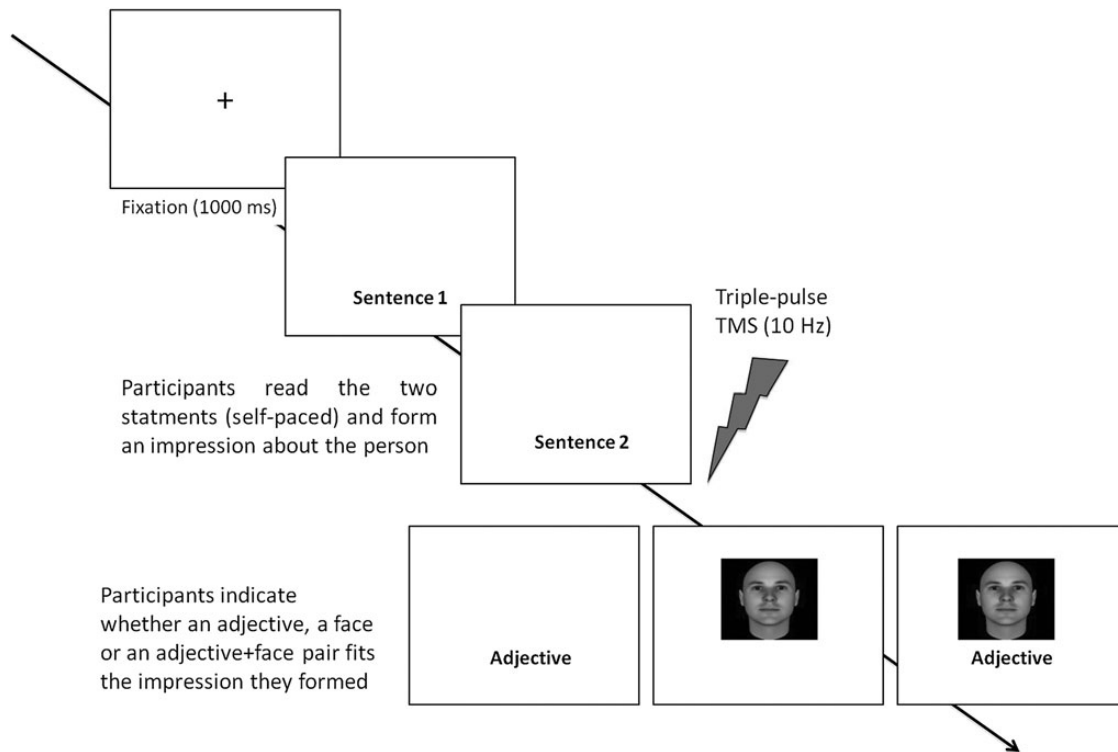 +
Fixation (1000 ms)
Sentence 1
Triple-pulse
TMS (10 Hz)
Participants read the two
statments (self-paced) and form
an impression about the person
Sentence 2
Participants indicate
whether an adjective, a face
or an adjective+face pair fits
the impression they formed
Adjective
Adjective